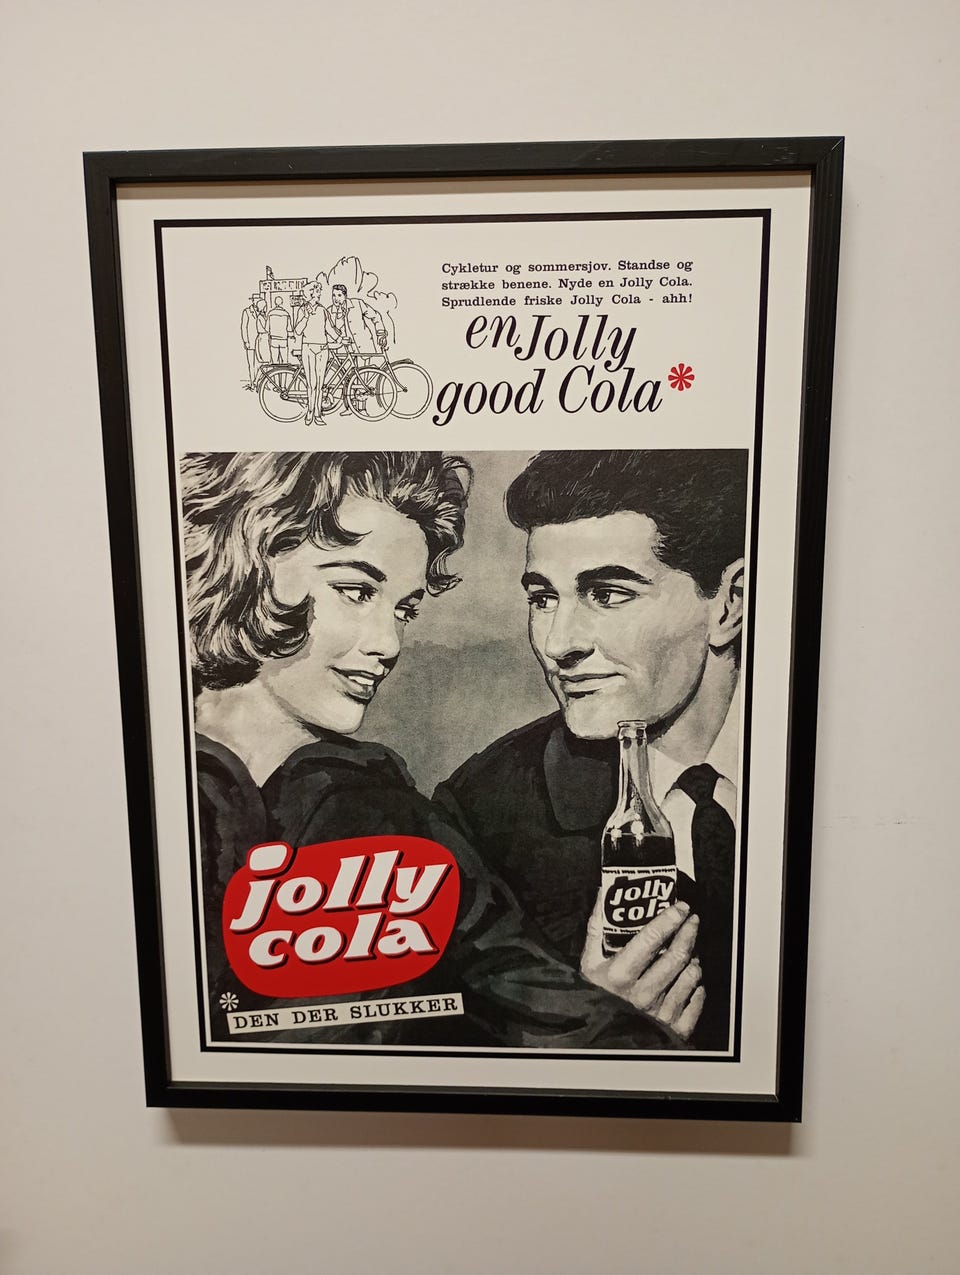 Cykletur og sommersjov. Standse og
strække benene. Nyde en Jolly Cola.
Sprudlende friske Jolly Cola - ahh!
en Jolly
good Cola*
jolly
cola
jolly
cola
* DEN DER SLUKKER